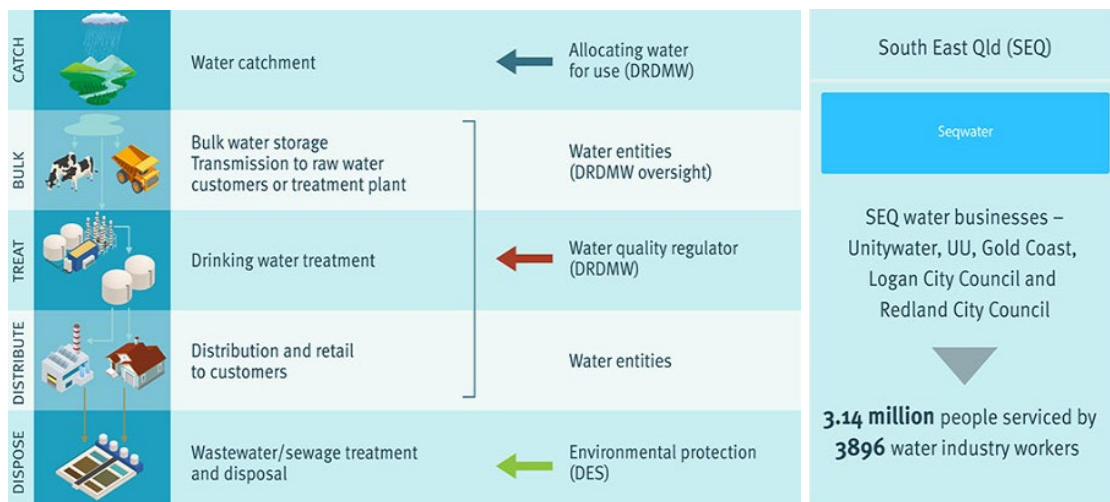 CATCH
Water catchment
Allocating water
for use (DRDMW)
BULK
Bulk water storage
Transmission to raw water
customers or treatment plant
Water entities
(DRDMW oversight)
TREAT
Drinking water treatment
Water quality regulator
(DRDMW)
DISTRIBUTE
Distribution and retail
to customers
Water entities
DISPOSE
Wastewater/sewage treatment
and disposal
Environmental protection
(DES)
South East Qld (SEQ)
Seqwater
SEQ water businesses –
Unitywater, UU, Gold Coast,
Logan City Council and
Redland City Council
3.14 million people serviced by
3896 water industry workers